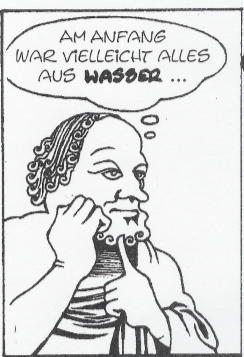 AM ANFANG
WAR VIELLEICHT ALLES
AUS WASSER ...